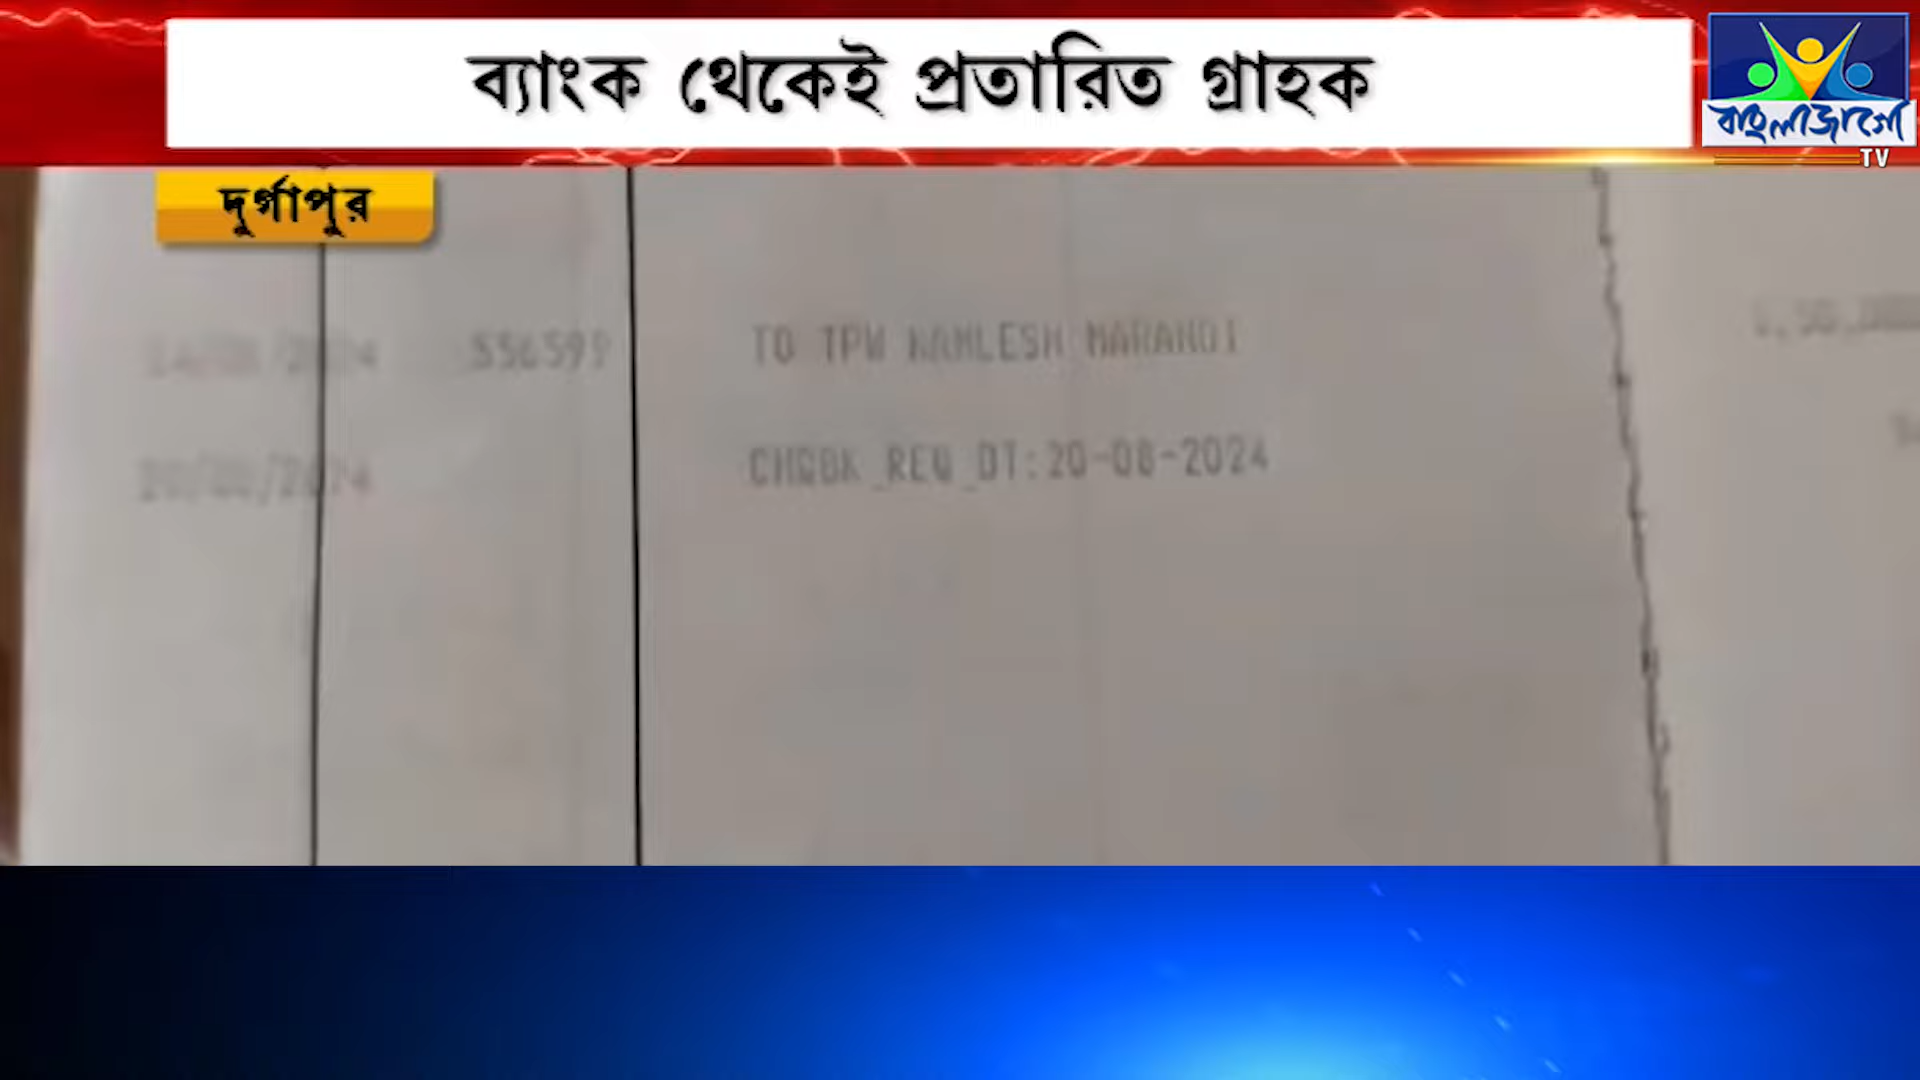 ব্যাংক থেকেই প্রতারিত গ্রাহক
বাংলা জাগো
TV
দুর্গাপুর
556599 TO TPW KAMLESH MARANDI
CHQBK_REQ_DT:20-08-2024